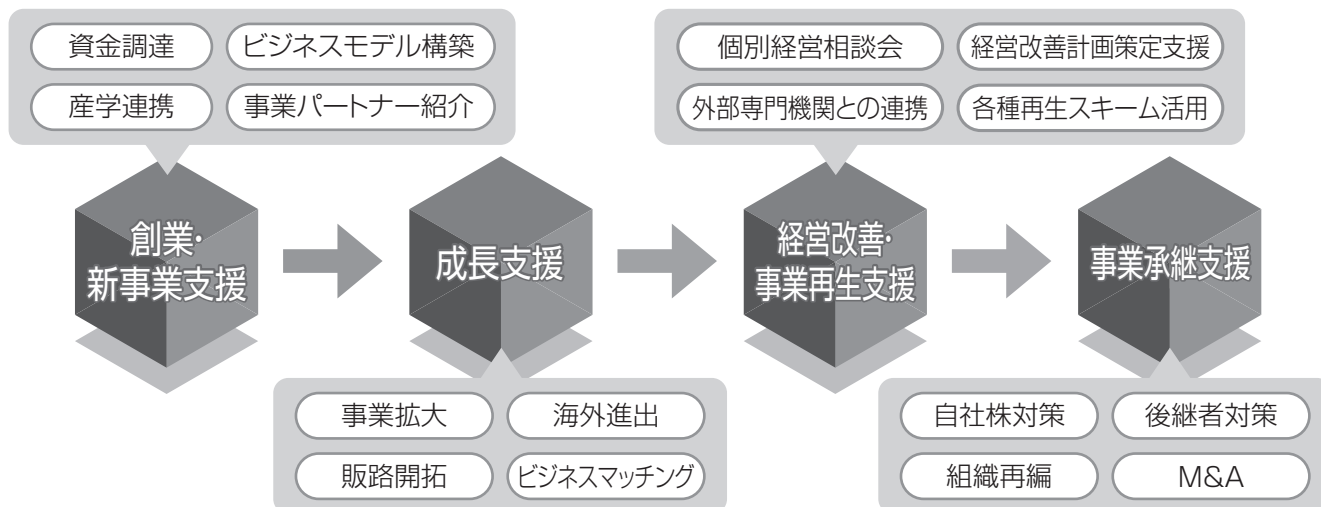 資金調達
ビジネスモデル構築
産学連携
事業パートナー紹介
個別経営相談会
経営改善計画策定支援
外部専門機関との連携
各種再生スキーム活用
創業・
新事業支援
成長支援
経営改善・
事業再生支援
事業承継支援
事業拡大
海外進出
販路開拓
ビジネスマッチング
自社株対策
後継者対策
組織再編
M&A